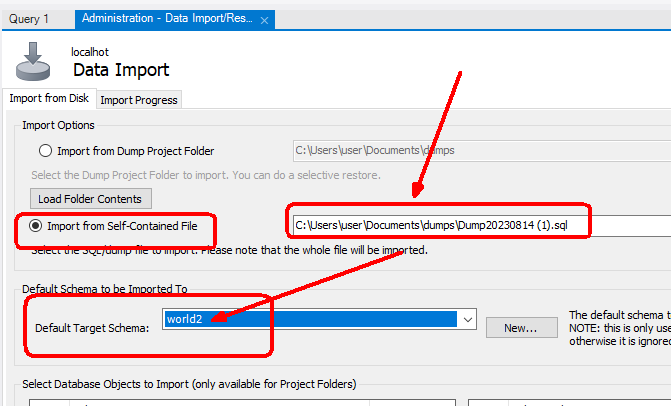 Query 1
Administration - Data Import/Res...
localhot
Data Import
Import from Disk
Import Progress
Import Options
Import from Dump Project Folder
C:\Users\user\Documents\dumps
Select the Dump Project Folder to import. You can do a selective restore.
Load Folder Contents
Import from Self-Contained File
C:\Users\user\Documents\dumps\Dump20230814 (1).sql
Select the SQL/dump file to import. Please note that the whole file will be imported.
Default Schema to be Imported To
Default Target Schema:
world2
New...
The default schema t
NOTE: this is only use
otherwise it is ignored
Select Database Objects to Import (only available for Project Folders)